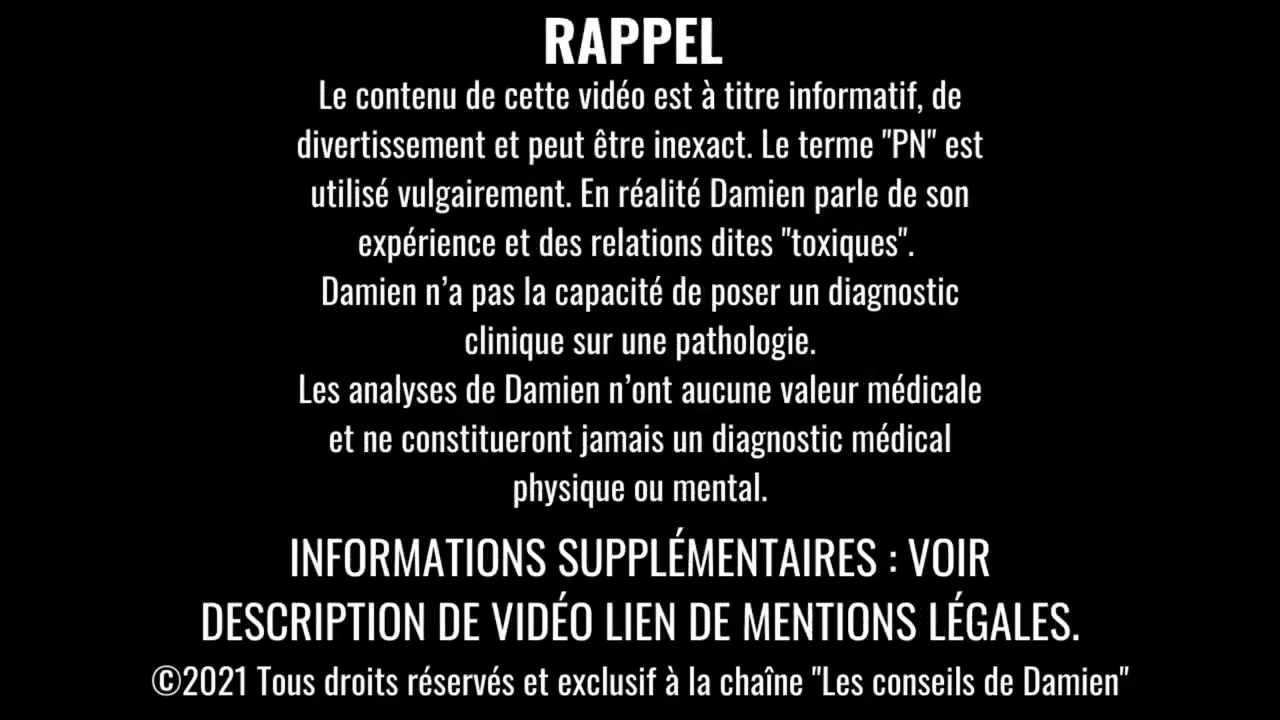 RAPPEL
Le contenu de cette vidéo est à titre informatif, de
divertissement et peut être inexact. Le terme "PN" est
utilisé vulgairement. En réalité Damien parle de son
expérience et des relations dites "toxiques".
Damien n’a pas la capacité de poser un diagnostic
clinique sur une pathologie.
Les analyses de Damien n’ont aucune valeur médicale
et ne constitueront jamais un diagnostic médical
physique ou mental.
INFORMATIONS SUPPLÉMENTAIRES : VOIR
DESCRIPTION DE VIDÉO LIEN DE MENTIONS LÉGALES.
©2021 Tous droits réservés et exclusif à la chaîne "Les conseils de Damien"